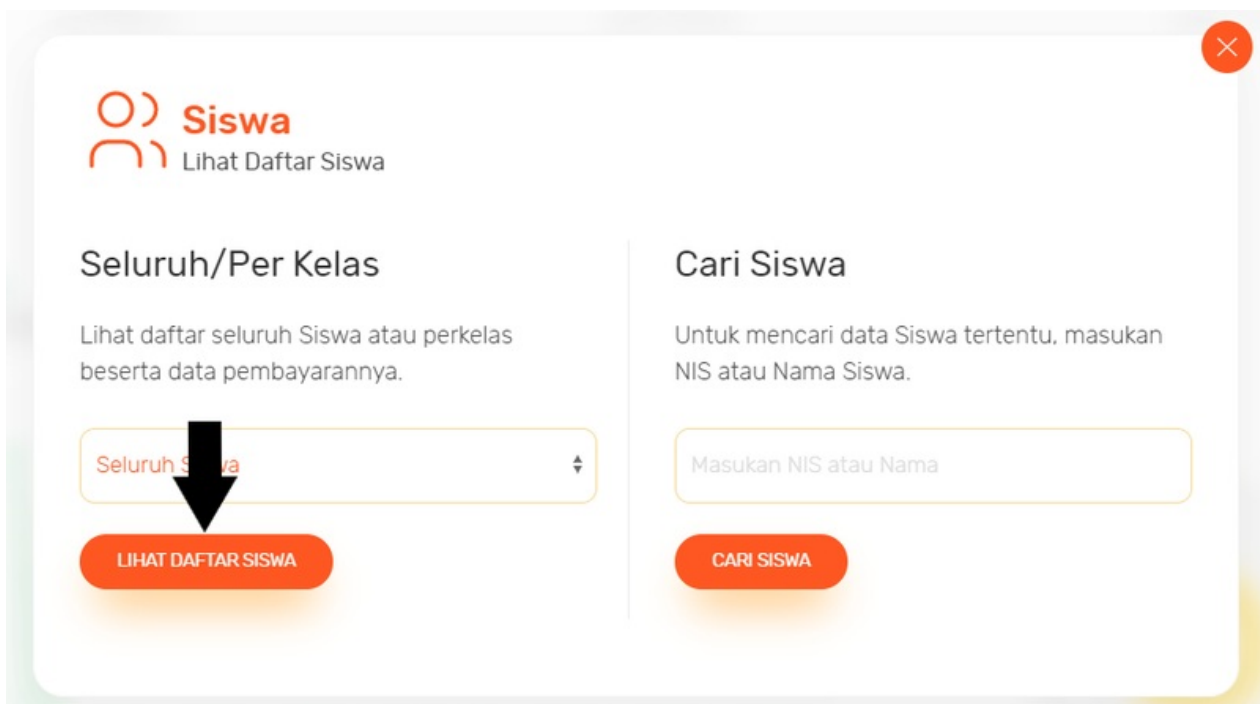 Siswa
Lihat Daftar Siswa
Seluruh/Per Kelas
Lihat daftar seluruh Siswa atau perkelas
beserta data pembayarannya.
Seluruh
LIHAT DAFTAR SISWA
Cari Siswa
Untuk mencari data Siswa tertentu, masukan
NIS atau Nama Siswa.
Masukan NIS atau Nama
CARI SISWA